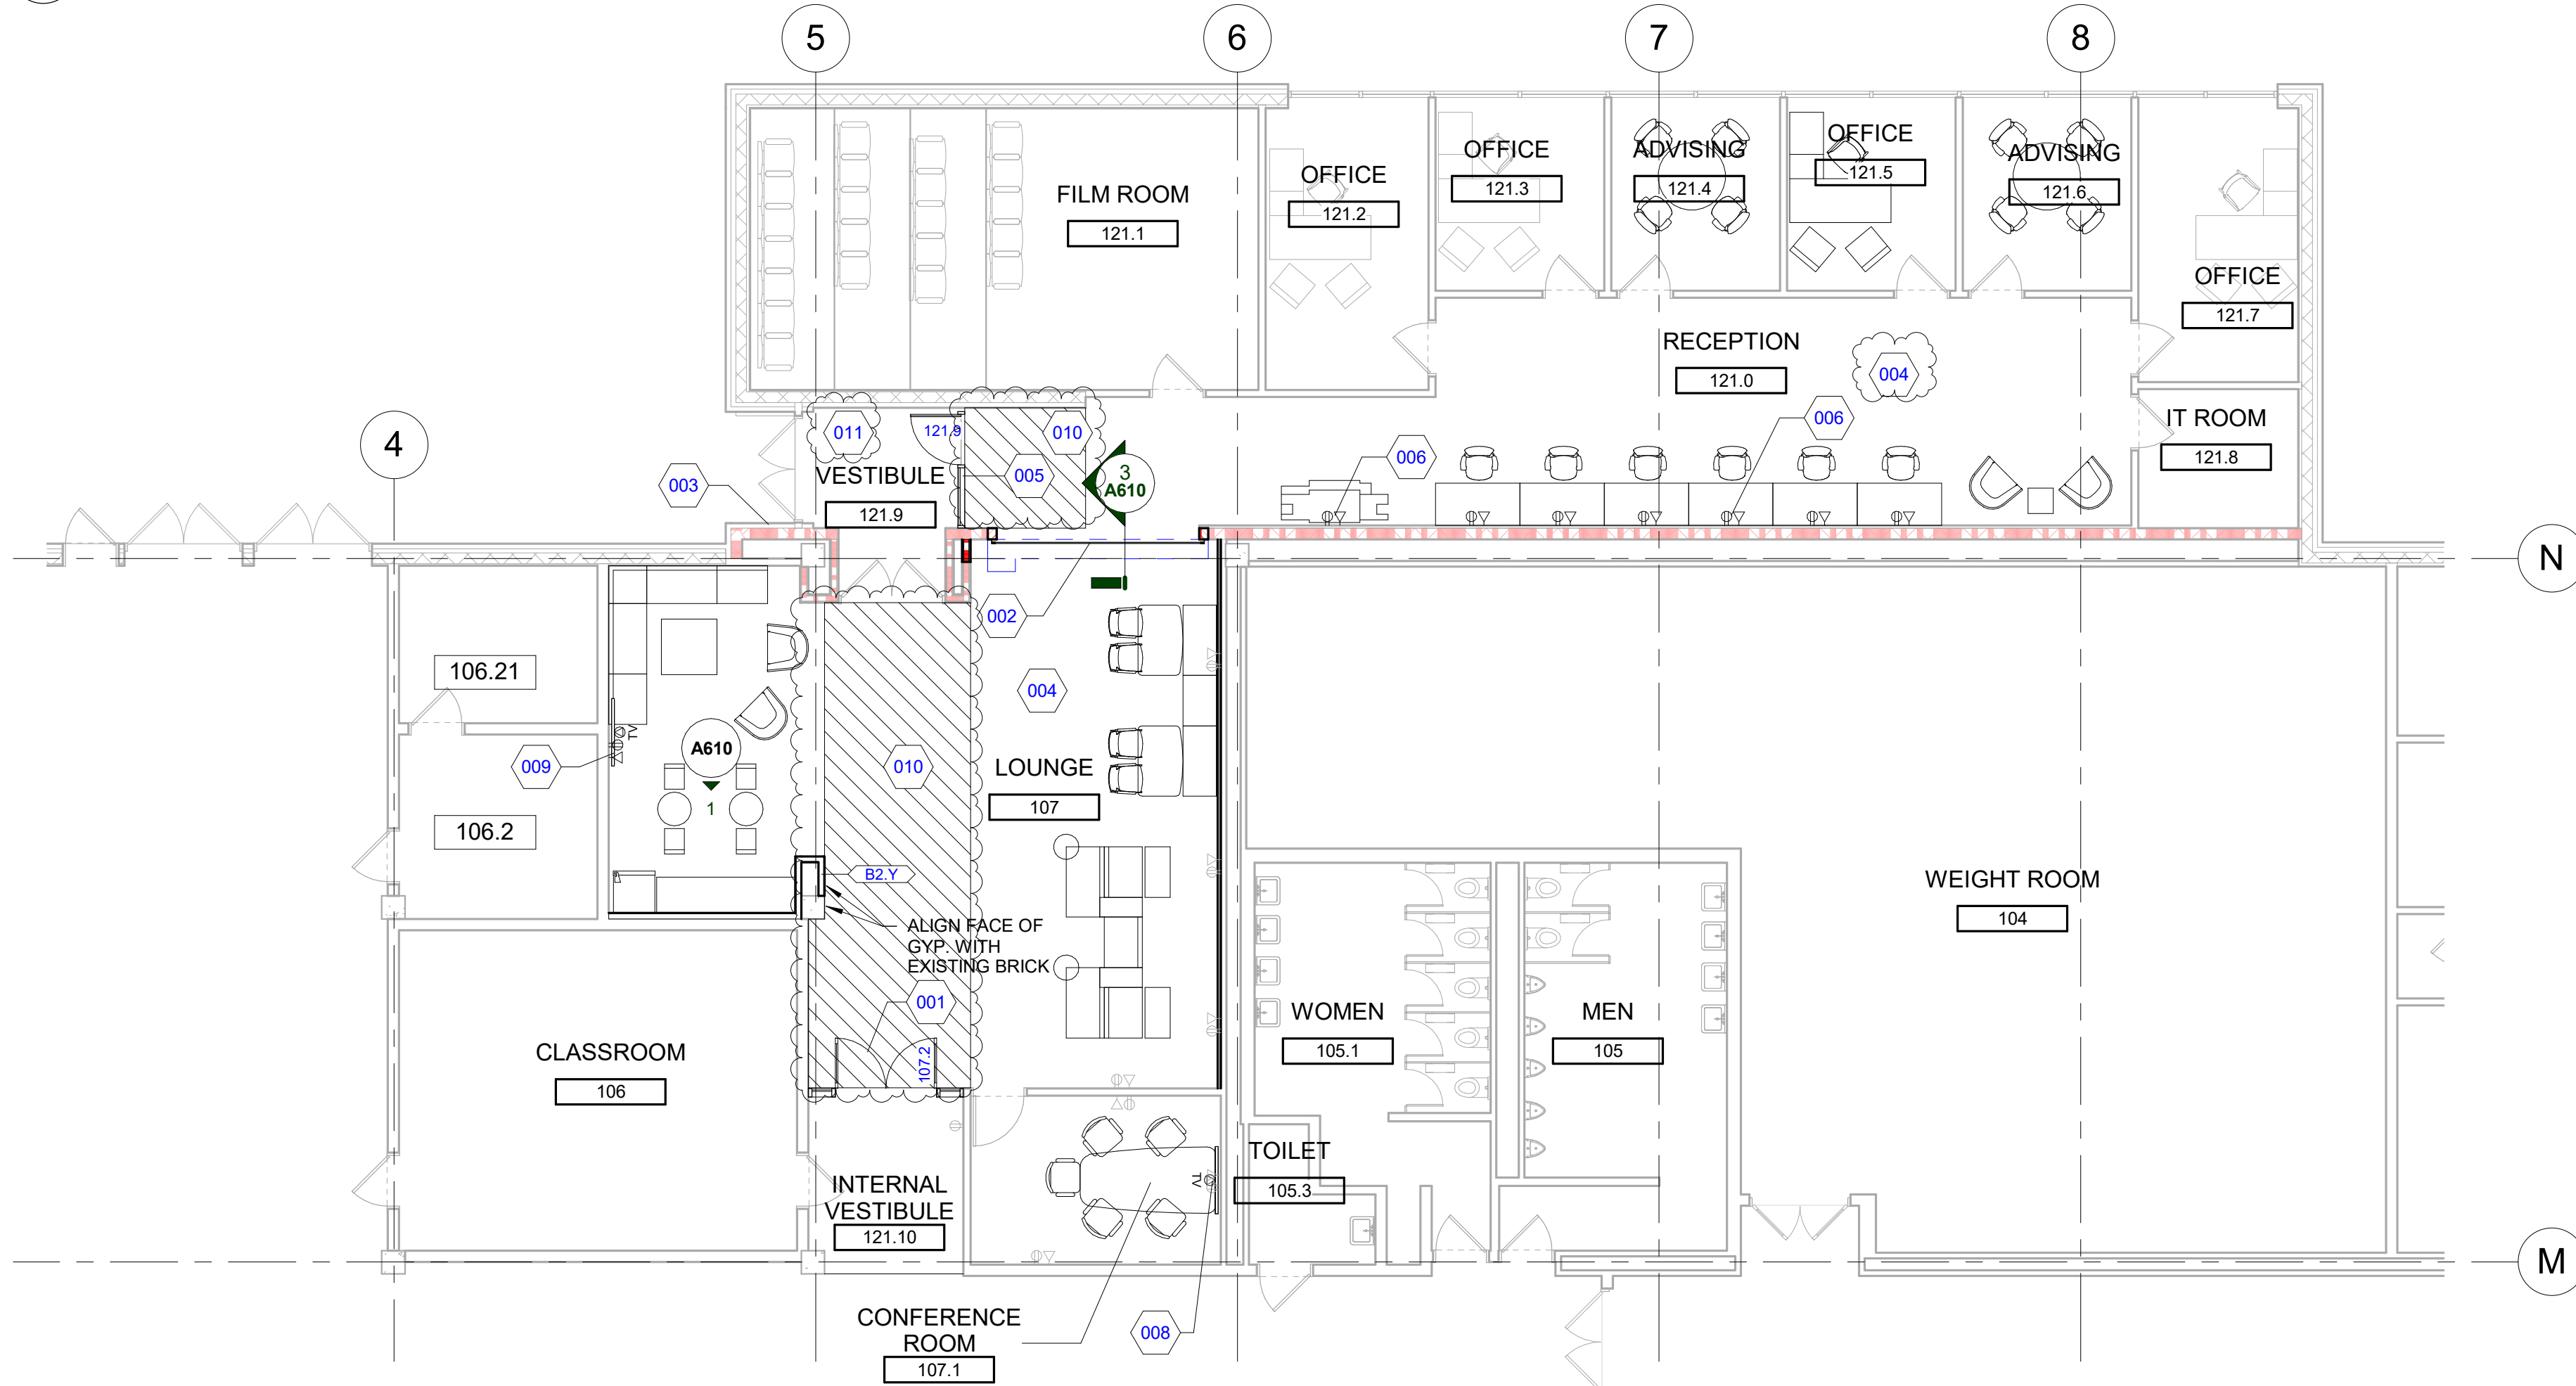 5
6
7
8
FILM ROOM
121.1
OFFICE
121.2
OFFICE
121.3
ADVISING
121.4
OFFICE
121.5
ADVISING
121.6
OFFICE
121.7
RECEPTION
121.0
004
IT ROOM
121.8
4
011
121.9
010
005
3
A610
006
006
003
VESTIBULE
121.9
N
002
004
106.21
TV
A610
1
009
010
LOUNGE
107
106.2
B2.Y
ALIGN FACE OF
GYP. WITH
EXISTING BRICK
001
107.2
WEIGHT ROOM
104
WOMEN
105.1
MEN
105
CLASSROOM
106
TOILET
105.3
TV
INTERNAL
VESTIBULE
121.10
M
CONFERENCE
ROOM
107.1
008